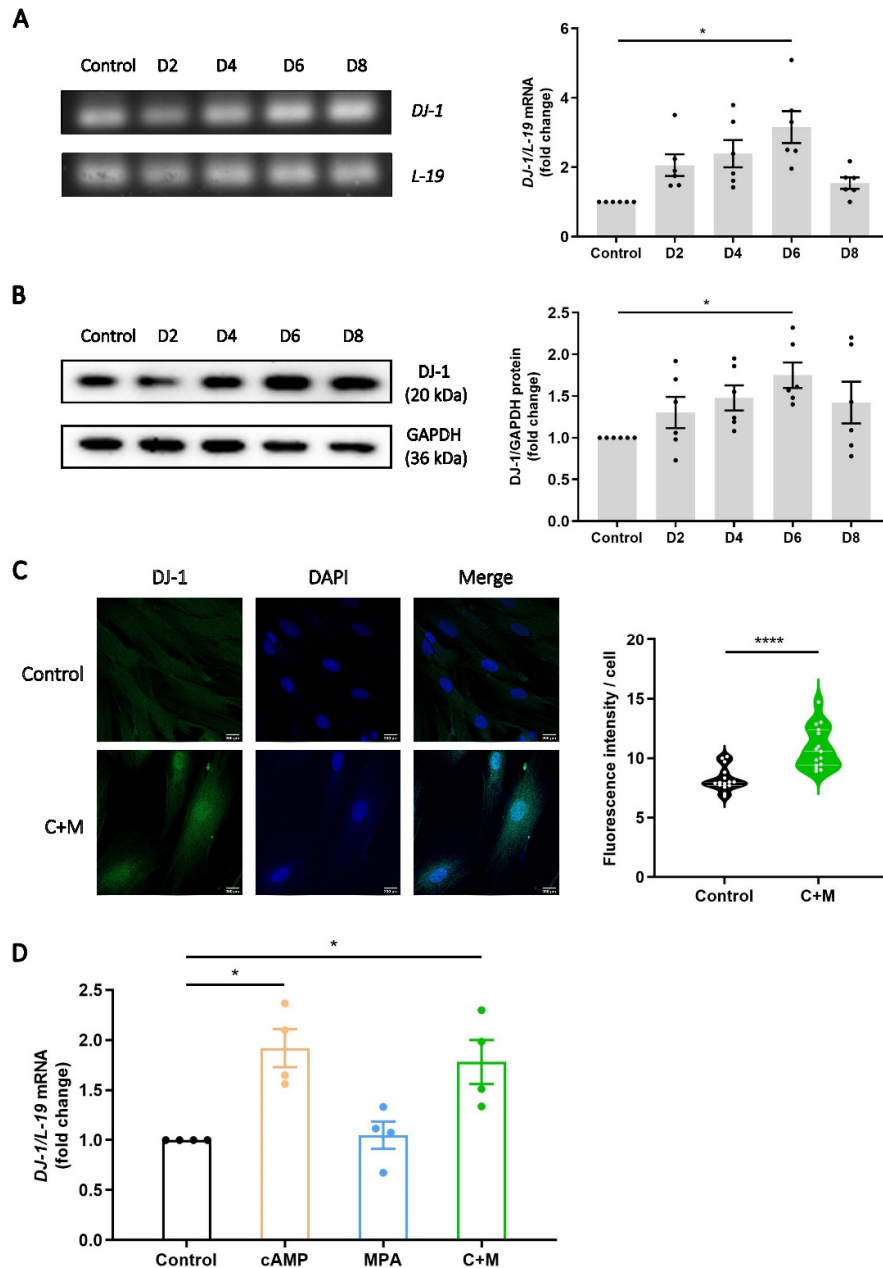 A
Control D2 D4 D6 D8
DJ-1
L-19
*
DJ-1/L-19 mRNA
(fold change)
6
4
2
0
Control D2 D4 D6 D8
B
Control D2 D4 D6 D8
DJ-1
(20 kDa)
GAPDH
(36 kDa)
*
DJ-1/GAPDH protein
(fold change)
2.5
2.0
1.5
1.0
0.5
0.0
Control D2 D4 D6 D8
C
DJ-1 DAPI Merge
Control
C+M
****
Fluorescence intensity / cell
20
15
10
5
0
Control C+M
D
*
*
DJ-1/L-19 mRNA
(fold change)
2.5
2.0
1.5
1.0
0.5
0.0
Control cAMP MPA C+M